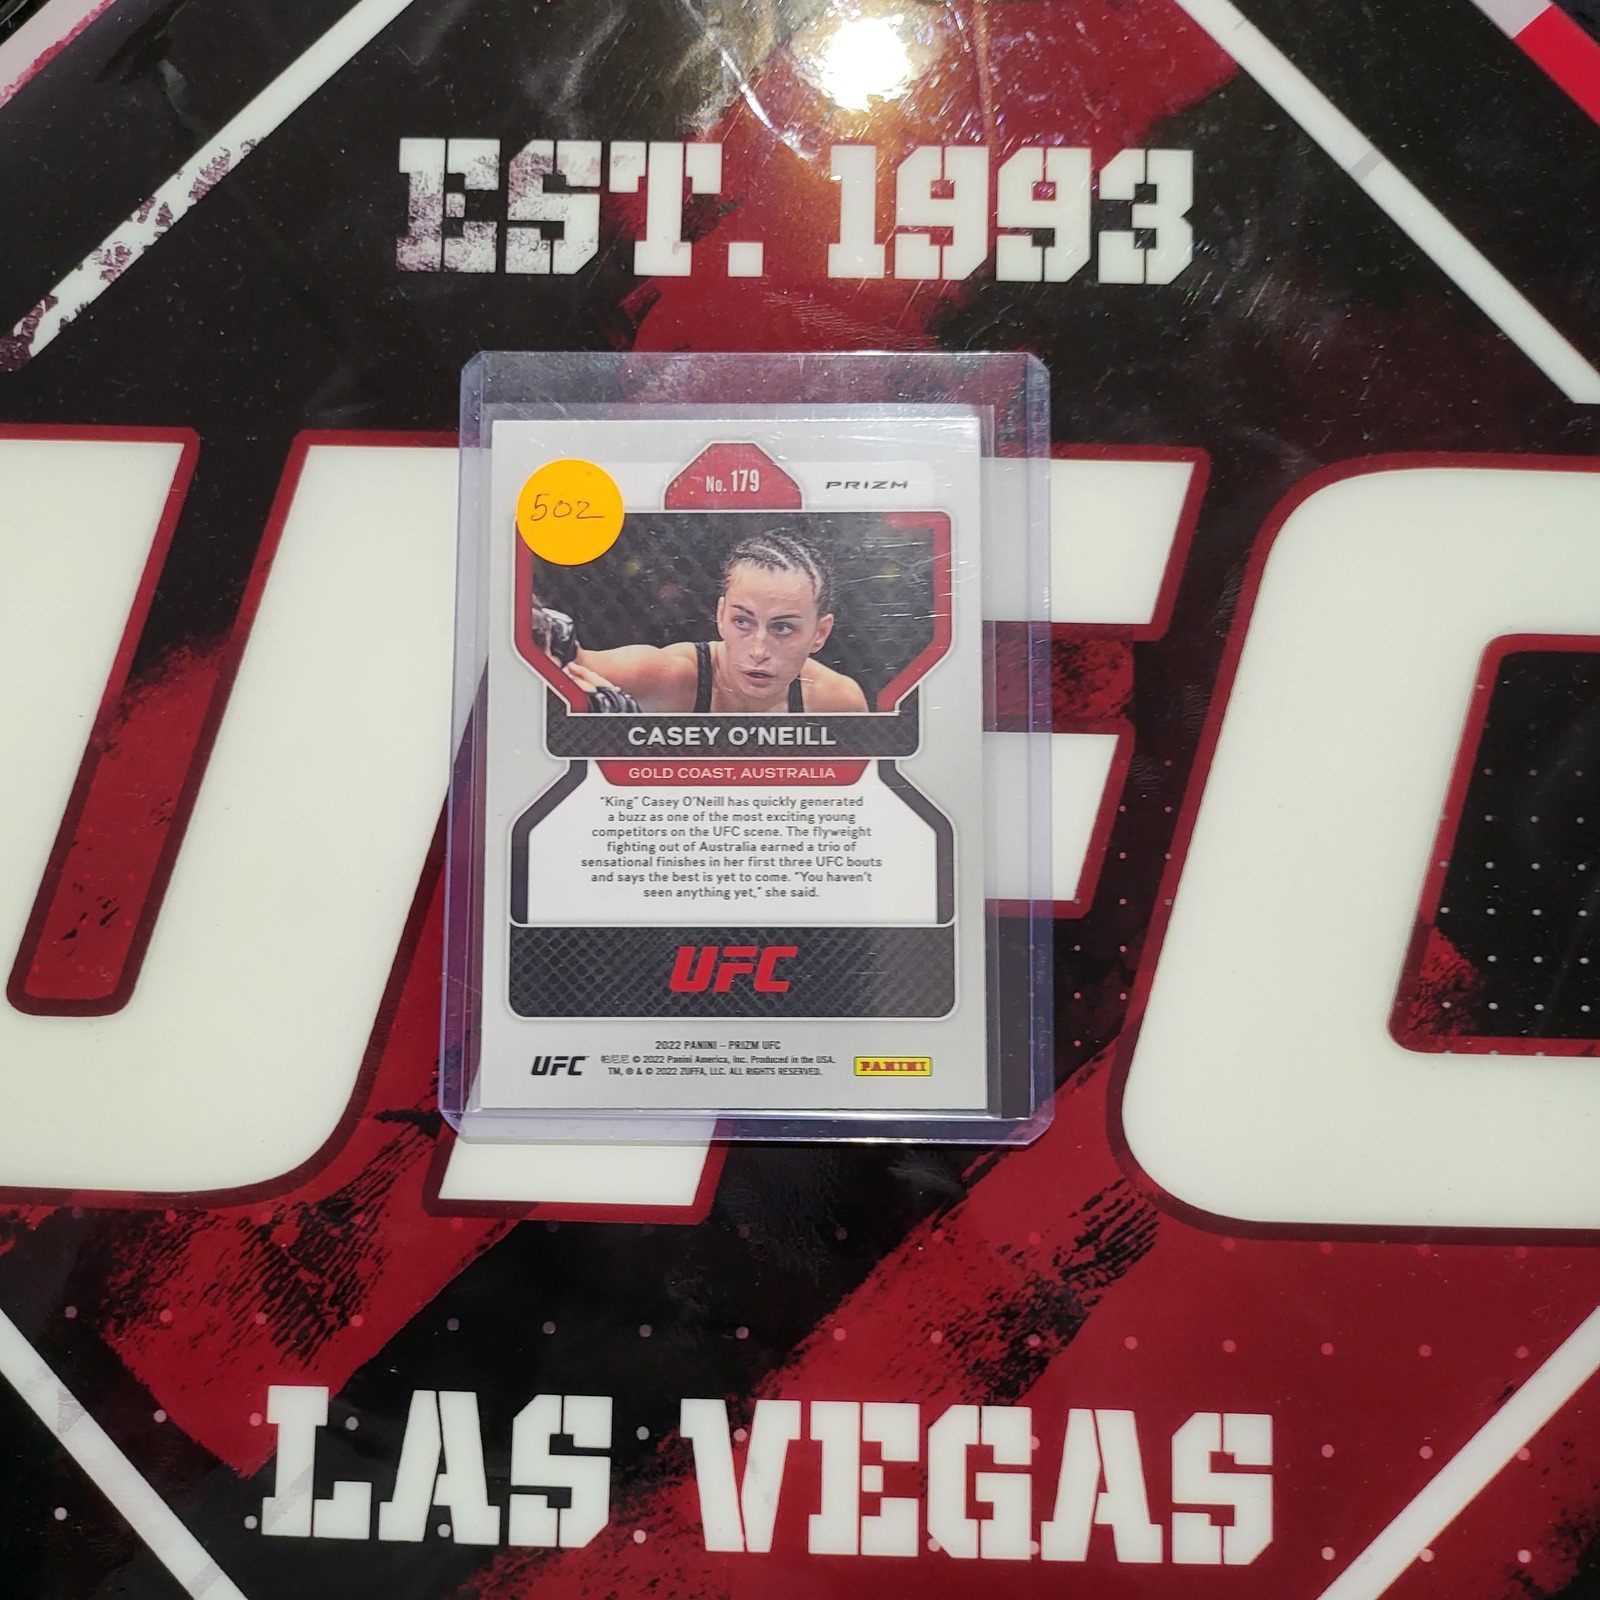 EST. 1993
UFC
502
No. 179
PRIZM
CASEY O'NEILL
GOLD COAST, AUSTRALIA
"King" Casey O'Neill has quickly generated
a buzz as one of the most exciting young
competitors on the UFC scene. The flyweight
fighting out of Australia earned a trio of
sensational finishes in her first three UFC bouts
and says the best is yet to come. "You haven't
seen anything yet," she said.
UFC
2022 PANINI – PRIZM UFC
UFC
帕尼尼 © 2022 Panini America, Inc. Produced in the USA.
TM, ® & © 2022 ZUFFA, LLC. ALL RIGHTS RESERVED.
PANINI
LAS VEGAS